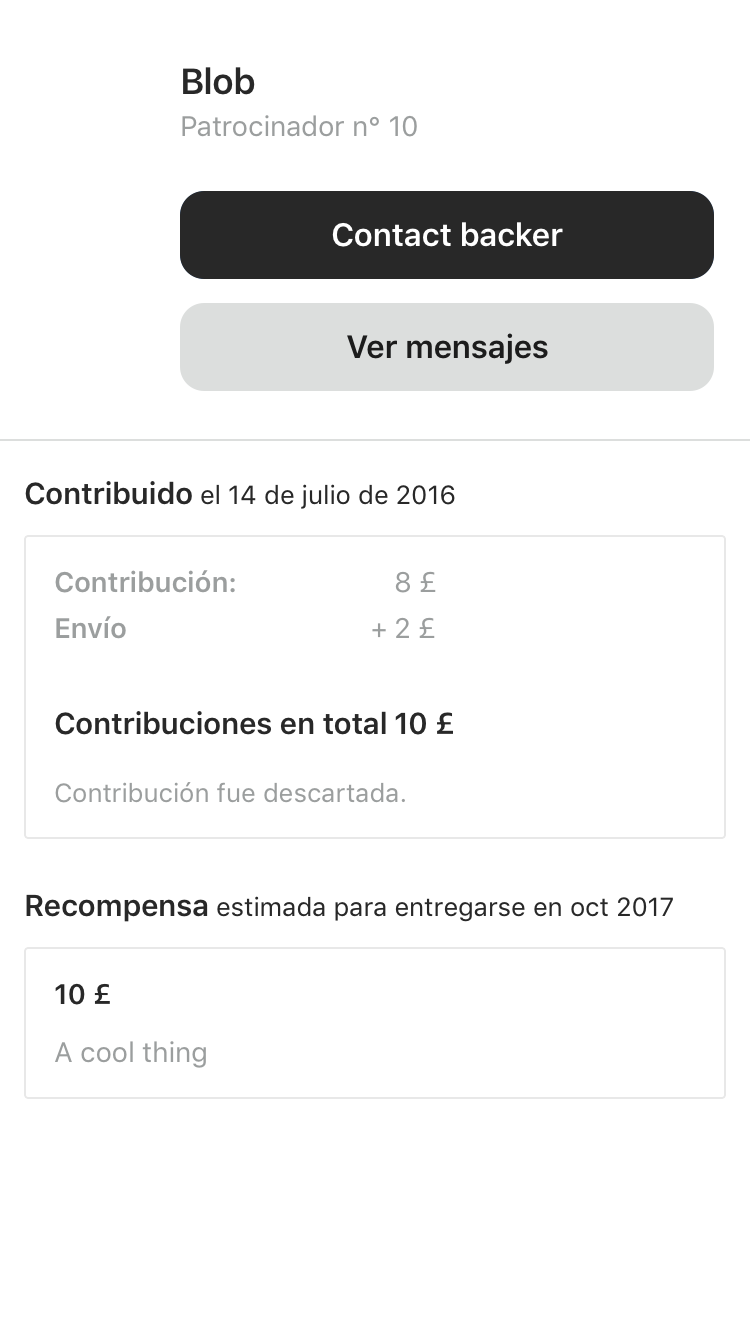 Blob
Patrocinador n° 10
Contact backer
Ver mensajes
Contribuido el 14 de julio de 2016
Contribución: 8 £
Envío + 2 £
Contribuciones en total 10 £
Contribución fue descartada.
Recompensa estimada para entregarse en oct 2017
10 £
A cool thing